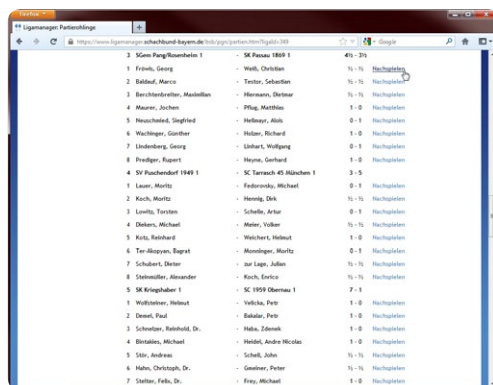 Firefox
Ligamanager Partierohlinge
https://www.ligamanager.schachbund-bayern.de/bsb/pgn/partien.htm?ligaId=349
Google
3 SGem Pang/Rosenheim 1 - SK Passau 1869 1 4½ - 3½
1 Fröwis, Georg - Weiß, Christian ½ - ½ Nachspielen
2 Baldauf, Marco - Testor, Sebastian ½ - ½ Nachspielen
3 Berchtenbreiter, Maximilian - Hiermann, Dietmar ½ - ½ Nachspielen
4 Maurer, Jochen - Pflug, Matthias 1 - 0 Nachspielen
5 Neuschmied, Siegfried - Hellmayr, Alois 0 - 1 Nachspielen
6 Wachinger, Günther - Holzer, Richard 1 - 0 Nachspielen
7 Lindenberg, Georg - Linhart, Wolfgang 0 - 1 Nachspielen
8 Prediger, Rupert - Heyne, Gerhard 1 - 0 Nachspielen
4 SV Puschendorf 1949 1 - SC Tarrasch 45 München 1 3 - 5
1 Lauer, Moritz - Fedorovsky, Michael 0 - 1 Nachspielen
2 Koch, Moritz - Hennig, Dirk ½ - ½ Nachspielen
3 Lowitz, Torsten - Schelle, Artur 0 - 1 Nachspielen
4 Diekers, Michael - Meier, Volker ½ - ½ Nachspielen
5 Kotz, Reinhard - Weichert, Helmut 1 - 0 Nachspielen
6 Ter-Akopyan, Bagrat - Monninger, Moritz 0 - 1 Nachspielen
7 Schubert, Dieter - zur Lage, Julian ½ - ½ Nachspielen
8 Steinmüller, Alexander - Koch, Enrico ½ - ½ Nachspielen
5 SK Kriegshaber 1 - SC 1959 Obernau 1 7 - 1
1 Wolfsteiner, Helmut - Velicka, Petr 1 - 0 Nachspielen
2 Demel, Paul - Bakalar, Petr 1 - 0 Nachspielen
3 Schnelzer, Reinhold, Dr. - Haba, Zdenek 1 - 0 Nachspielen
4 Bintakies, Michael - Heidel, Andre Nicolas 1 - 0 Nachspielen
5 Stör, Andreas - Schell, John ½ - ½ Nachspielen
6 Hahn, Christoph, Dr. - Gmeiner, Peter ½ - ½ Nachspielen
7 Stelter, Felix, Dr. - Frey, Michael 1 - 0 Nachspielen